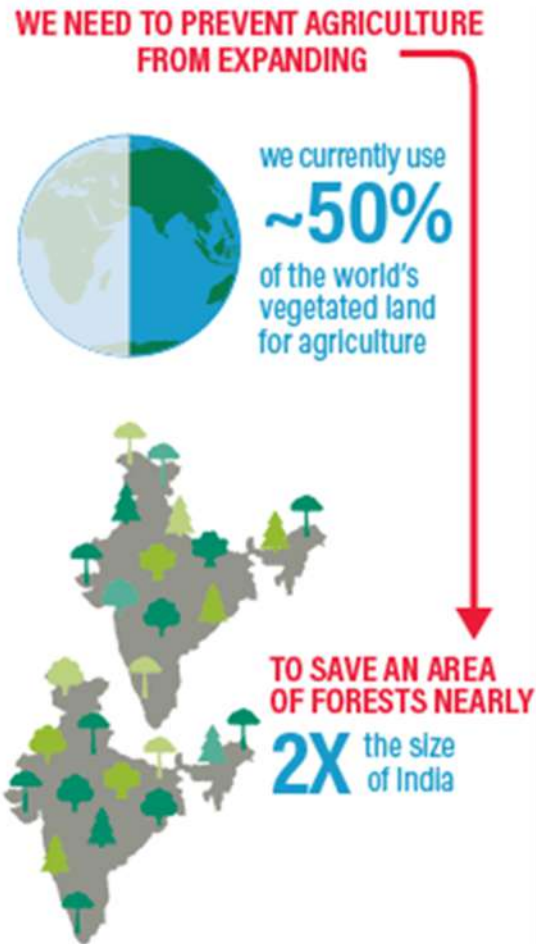 WE NEED TO PREVENT AGRICULTURE
FROM EXPANDING
we currently use
~50%
of the world's
vegetated land
for agriculture
TO SAVE AN AREA
OF FORESTS NEARLY
2X the size
of India